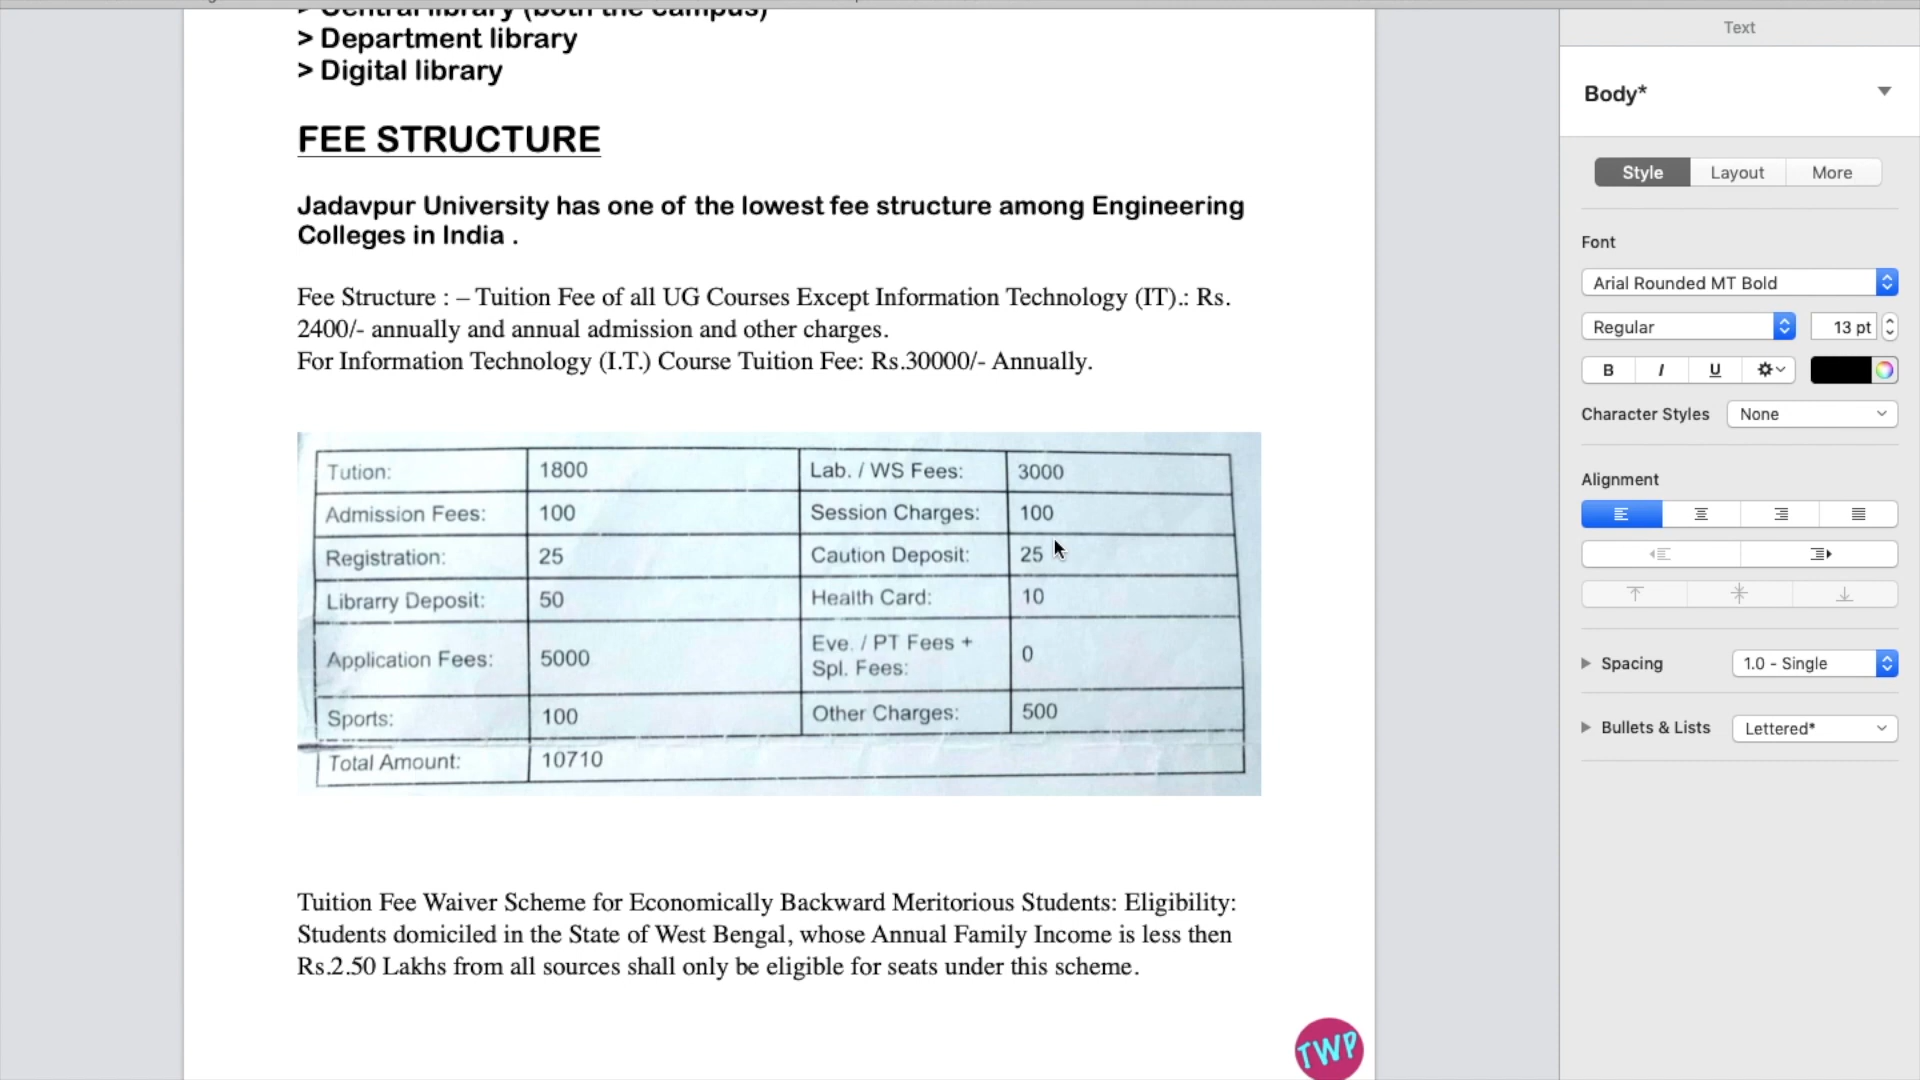 > Central library (both the campus)
> Department library
> Digital library
FEE STRUCTURE
Jadavpur University has one of the lowest fee structure among Engineering
Colleges in India .
Fee Structure : – Tuition Fee of all UG Courses Except Information Technology (IT).: Rs.
2400/- annually and annual admission and other charges.
For Information Technology (I.T.) Course Tuition Fee: Rs.30000/- Annually.
Tution: 1800 Lab. / WS Fees: 3000
Admission Fees: 100 Session Charges: 100
Registration: 25 Caution Deposit: 25
Librarry Deposit: 50 Health Card: 10
Application Fees: 5000 Eve. / PT Fees +
Spl. Fees: 0
Sports: 100 Other Charges: 500
Total Amount: 10710
Tuition Fee Waiver Scheme for Economically Backward Meritorious Students: Eligibility:
Students domiciled in the State of West Bengal, whose Annual Family Income is less then
Rs.2.50 Lakhs from all sources shall only be eligible for seats under this scheme.
TWP
Text
Body*
Style Layout More
Font
Arial Rounded MT Bold
Regular 13 pt
B I U
Character Styles None
Alignment
Spacing 1.0 - Single
Bullets & Lists Lettered*